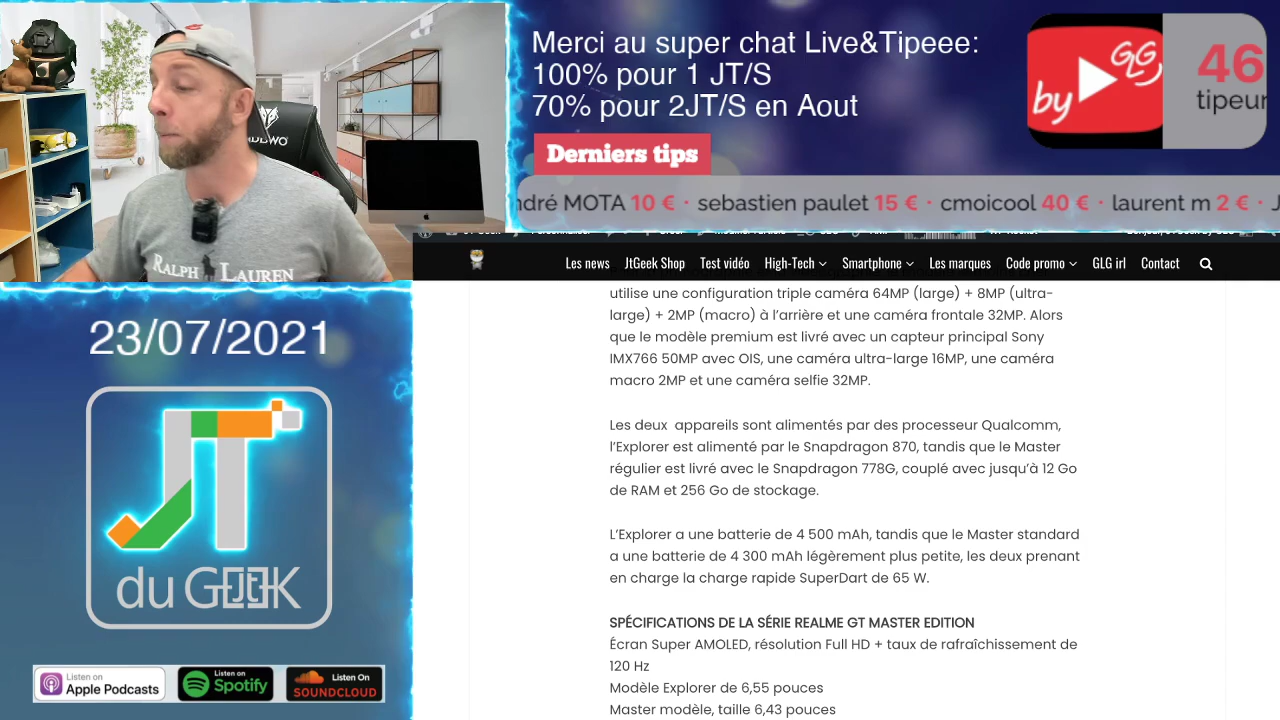 Merci au super chat Live&Tipeee:
100% pour 1 JT/S
70% pour 2JT/S en Aout
Derniers tips
by GLG
46
tipeur
ndré MOTA 10 € · sebastien paulet 15 € · cmoicool 40 € · laurent m 2 € · J
RALPH LAUREN
Les news JtGeek Shop Test vidéo High-Tech Smartphone Les marques Code promo GLG irl Contact
utilise une configuration triple caméra 64MP (large) + 8MP (ultra-
large) + 2MP (macro) à l'arrière et une caméra frontale 32MP. Alors
que le modèle premium est livré avec un capteur principal Sony
IMX766 50MP avec OIS, une caméra ultra-large 16MP, une caméra
macro 2MP et une caméra selfie 32MP.
Les deux appareils sont alimentés par des processeur Qualcomm,
l'Explorer est alimenté par le Snapdragon 870, tandis que le Master
régulier est livré avec le Snapdragon 778G, couplé avec jusqu'à 12 Go
de RAM et 256 Go de stockage.
L'Explorer a une batterie de 4 500 mAh, tandis que le Master standard
a une batterie de 4 300 mAh légèrement plus petite, les deux prenant
en charge la charge rapide SuperDart de 65 W.
SPÉCIFICATIONS DE LA SÉRIE REALME GT MASTER EDITION
Écran Super AMOLED, résolution Full HD + taux de rafraîchissement de
120 Hz
Modèle Explorer de 6,55 pouces
Master modèle, taille 6,43 pouces
23/07/2021
JT
du GEEK
Listen on
Apple Podcasts
Listen on
Spotify
Listen On
SOUNDCLOUD